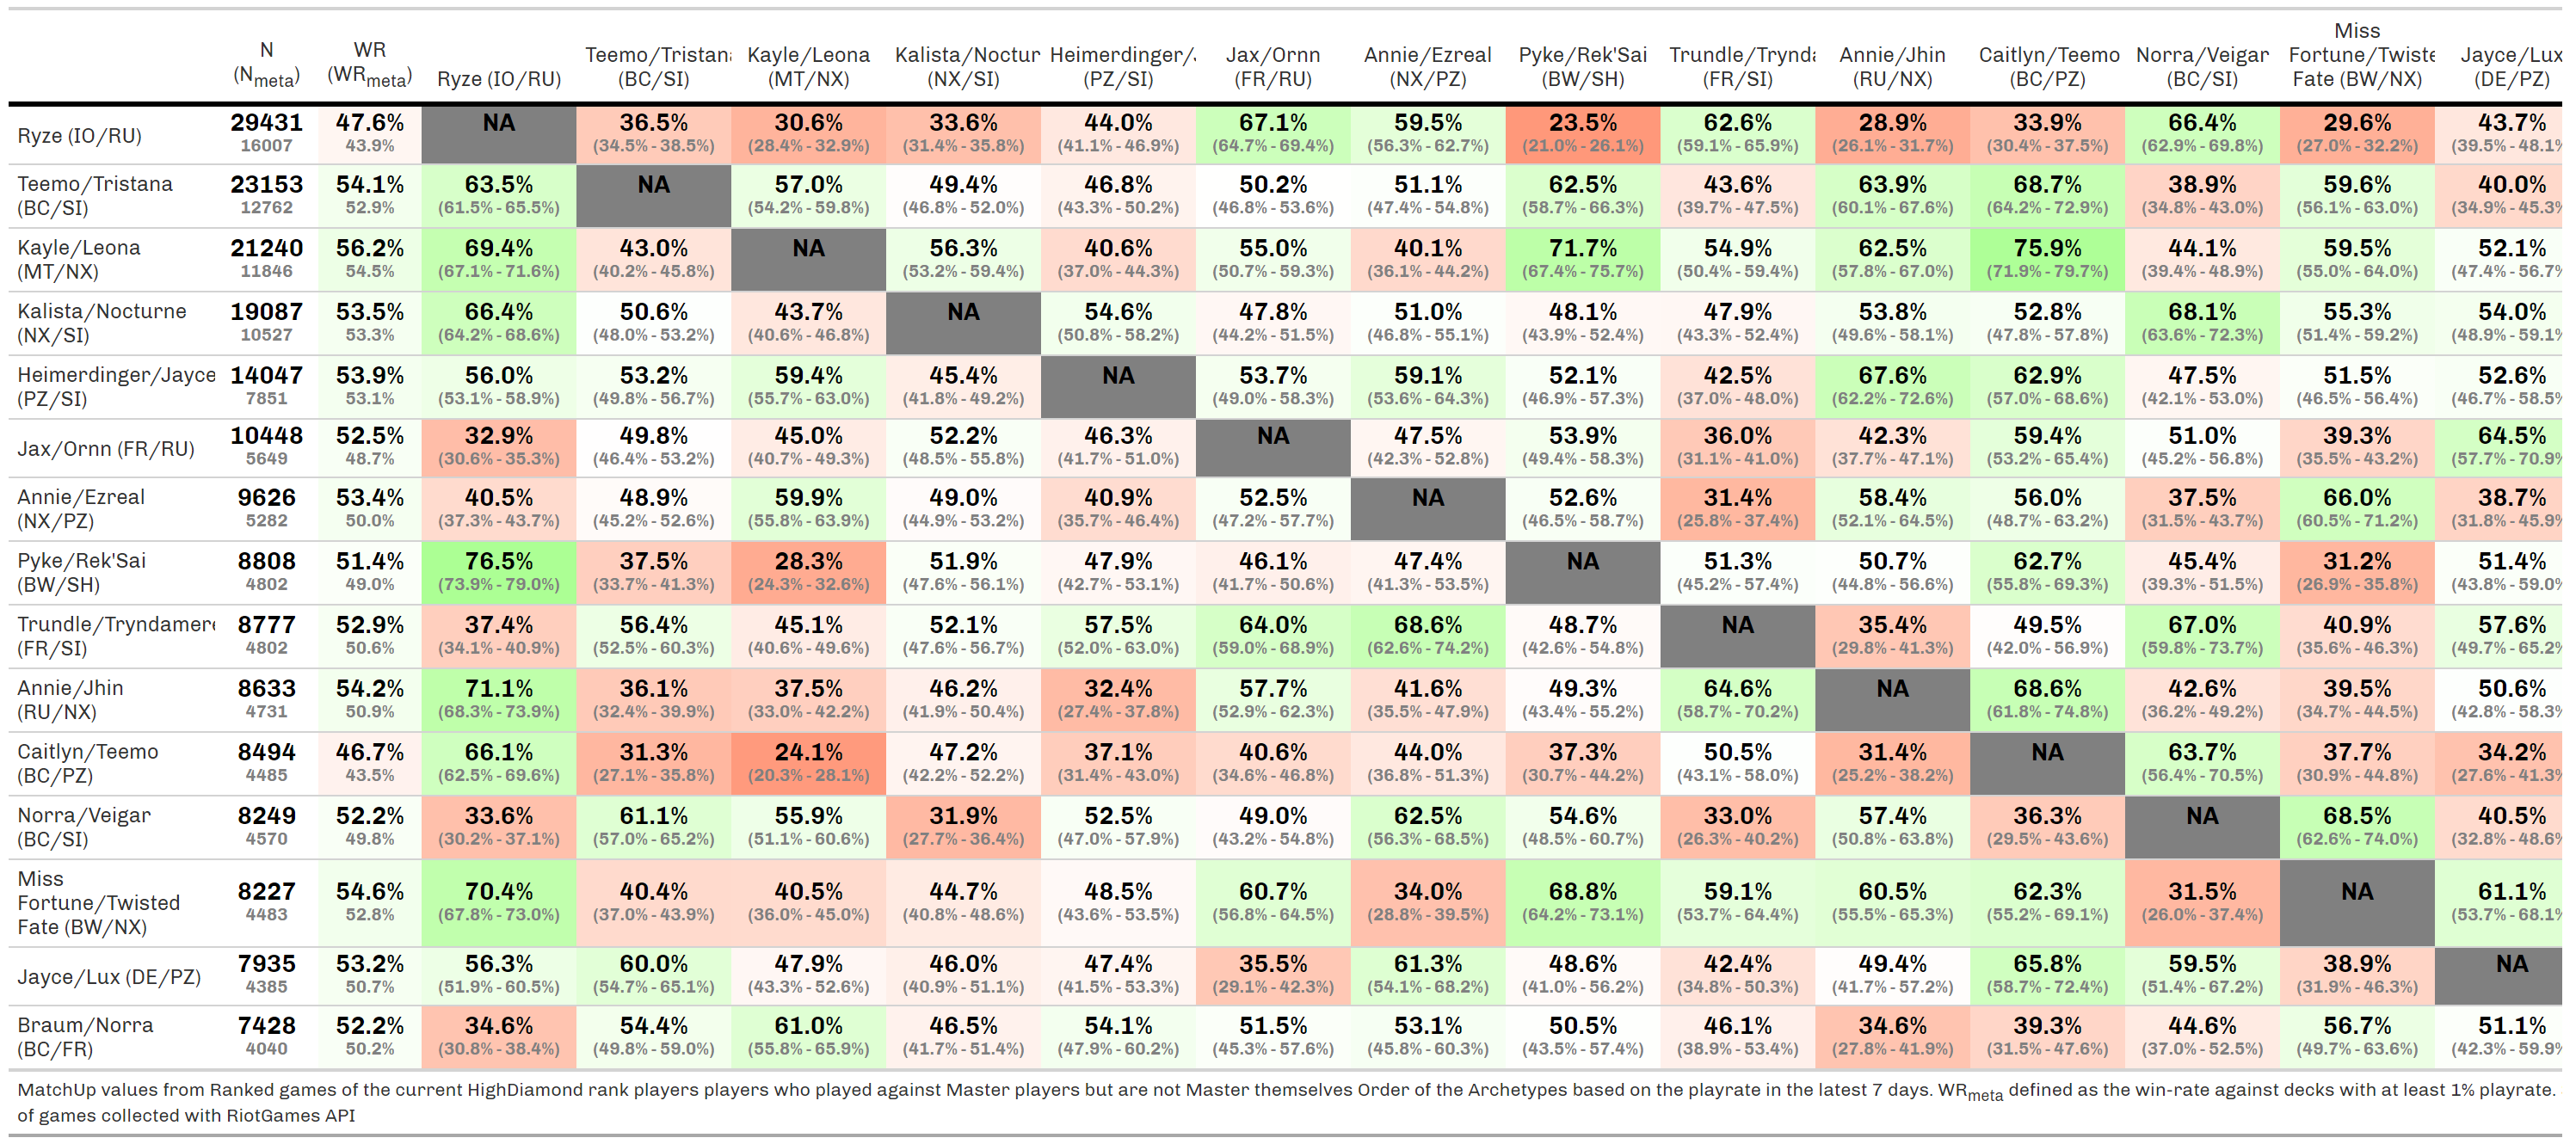 Miss
N WR Teemo/Tristana Kayle/Leona Kalista/Noctur Heimerdinger/J Jax/Ornn Annie/Ezreal Pyke/Rek'Sai Trundle/Trynda Annie/Jhin Caitlyn/Teemo Norra/Veigar Fortune/Twiste Jayce/Lux
(Nmeta) (WRmeta) Ryze (IO/RU) (BC/SI) (MT/NX) (NX/SI) (PZ/SI) (FR/RU) (NX/PZ) (BW/SH) (FR/SI) (RU/NX) (BC/PZ) (BC/SI) Fate (BW/NX) (DE/PZ)
Ryze (IO/RU) 29431 47.6% NA 36.5% 30.6% 33.6% 44.0% 67.1% 59.5% 23.5% 62.6% 28.9% 33.9% 66.4% 29.6% 43.7%
16007 43.9% (34.5% - 38.5%) (28.4% - 32.9%) (31.4% - 35.8%) (41.1% - 46.9%) (64.7% - 69.4%) (56.3% - 62.7%) (21.0% - 26.1%) (59.1% - 65.9%) (26.1% - 31.7%) (30.4% - 37.5%) (62.9% - 69.8%) (27.0% - 32.2%) (39.5% - 48.1%
Teemo/Tristana 23153 54.1% 63.5% NA 57.0% 49.4% 46.8% 50.2% 51.1% 62.5% 43.6% 63.9% 68.7% 38.9% 59.6% 40.0%
(BC/SI) 12762 52.9% (61.5% - 65.5%) (54.2% - 59.8%) (46.8% - 52.0%) (43.3% - 50.2%) (46.8% - 53.6%) (47.4% - 54.8%) (58.7% - 66.3%) (39.7% - 47.5%) (60.1% - 67.6%) (64.2% - 72.9%) (34.8% - 43.0%) (56.1% - 63.0%) (34.9% - 45.3%
Kayle/Leona 21240 56.2% 69.4% 43.0% NA 56.3% 40.6% 55.0% 40.1% 71.7% 54.9% 62.5% 75.9% 44.1% 59.5% 52.1%
(MT/NX) 11846 54.5% (67.1% - 71.6%) (40.2% - 45.8%) (53.2% - 59.4%) (37.0% - 44.3%) (50.7% - 59.3%) (36.1% - 44.2%) (67.4% - 75.7%) (50.4% - 59.4%) (57.8% - 67.0%) (71.9% - 79.7%) (39.4% - 48.9%) (55.0% - 64.0%) (47.4% - 56.7%
Kalista/Nocturne 19087 53.5% 66.4% 50.6% 43.7% NA 54.6% 47.8% 51.0% 48.1% 47.9% 53.8% 52.8% 68.1% 55.3% 54.0%
(NX/SI) 10527 53.3% (64.2% - 68.6%) (48.0% - 53.2%) (40.6% - 46.8%) (50.8% - 58.2%) (44.2% - 51.5%) (46.8% - 55.1%) (43.9% - 52.4%) (43.3% - 52.4%) (49.6% - 58.1%) (47.8% - 57.8%) (63.6% - 72.3%) (51.4% - 59.2%) (48.9% - 59.1%
Heimerdinger/Jayce 14047 53.9% 56.0% 53.2% 59.4% 45.4% NA 53.7% 59.1% 52.1% 42.5% 67.6% 62.9% 47.5% 51.5% 52.6%
(PZ/SI) 7851 53.1% (53.1% - 58.9%) (49.8% - 56.7%) (55.7% - 63.0%) (41.8% - 49.2%) (49.0% - 58.3%) (53.6% - 64.3%) (46.9% - 57.3%) (37.0% - 48.0%) (62.2% - 72.6%) (57.0% - 68.6%) (42.1% - 53.0%) (46.5% - 56.4%) (46.7% - 58.5%
Jax/Ornn (FR/RU) 10448 52.5% 32.9% 49.8% 45.0% 52.2% 46.3% NA 47.5% 53.9% 36.0% 42.3% 59.4% 51.0% 39.3% 64.5%
5649 48.7% (30.6% - 35.3%) (46.4% - 53.2%) (40.7% - 49.3%) (48.5% - 55.8%) (41.7% - 51.0%) (42.3% - 52.8%) (49.4% - 58.3%) (31.1% - 41.0%) (37.7% - 47.1%) (53.2% - 65.4%) (45.2% - 56.8%) (35.5% - 43.2%) (57.7% - 70.9%
Annie/Ezreal 9626 53.4% 40.5% 48.9% 59.9% 49.0% 40.9% 52.5% NA 52.6% 31.4% 58.4% 56.0% 37.5% 66.0% 38.7%
(NX/PZ) 5282 50.0% (37.3% - 43.7%) (45.2% - 52.6%) (55.8% - 63.9%) (44.9% - 53.2%) (35.7% - 46.4%) (47.2% - 57.7%) (46.5% - 58.7%) (25.8% - 37.4%) (52.1% - 64.5%) (48.7% - 63.2%) (31.5% - 43.7%) (60.5% - 71.2%) (31.8% - 45.9%
Pyke/Rek'Sai 8808 51.4% 76.5% 37.5% 28.3% 51.9% 47.9% 46.1% 47.4% NA 51.3% 50.7% 62.7% 45.4% 31.2% 51.4%
(BW/SH) 4802 49.0% (73.9% - 79.0%) (33.7% - 41.3%) (24.3% - 32.6%) (47.6% - 56.1%) (42.7% - 53.1%) (41.7% - 50.6%) (41.3% - 53.5%) (45.2% - 57.4%) (44.8% - 56.6%) (55.8% - 69.3%) (39.3% - 51.5%) (26.9% - 35.8%) (43.8% - 59.0%
Trundle/Tryndamere 8777 52.9% 37.4% 56.4% 45.1% 52.1% 57.5% 64.0% 68.6% 48.7% NA 35.4% 49.5% 67.0% 40.9% 57.6%
(FR/SI) 4802 50.6% (34.1% - 40.9%) (52.5% - 60.3%) (40.6% - 49.6%) (47.6% - 56.7%) (52.0% - 63.0%) (59.0% - 68.9%) (62.6% - 74.2%) (42.6% - 54.8%) (29.8% - 41.3%) (42.0% - 56.9%) (59.8% - 73.7%) (35.6% - 46.3%) (49.7% - 65.2%
Annie/Jhin 8633 54.2% 71.1% 36.1% 37.5% 46.2% 32.4% 57.7% 41.6% 49.3% 64.6% NA 68.6% 42.6% 39.5% 50.6%
(RU/NX) 4731 50.9% (68.3% - 73.9%) (32.4% - 39.9%) (33.0% - 42.2%) (41.9% - 50.4%) (27.4% - 37.8%) (52.9% - 62.3%) (35.5% - 47.9%) (43.4% - 55.2%) (58.7% - 70.2%) (61.8% - 74.8%) (36.2% - 49.2%) (34.7% - 44.5%) (42.8% - 58.3%
Caitlyn/Teemo 8494 46.7% 66.1% 31.3% 24.1% 47.2% 37.1% 40.6% 44.0% 37.3% 50.5% 31.4% NA 63.7% 37.7% 34.2%
(BC/PZ) 4485 43.5% (62.5% - 69.6%) (27.1% - 35.8%) (20.3% - 28.1%) (42.2% - 52.2%) (31.4% - 43.0%) (34.6% - 46.8%) (36.8% - 51.3%) (30.7% - 44.2%) (43.1% - 58.0%) (25.2% - 38.2%) (56.4% - 70.5%) (30.9% - 44.8%) (27.6% - 41.3%
Norra/Veigar 8249 52.2% 33.6% 61.1% 55.9% 31.9% 52.5% 49.0% 62.5% 54.6% 33.0% 57.4% 36.3% NA 68.5% 40.5%
(BC/SI) 4570 49.8% (30.2% - 37.1%) (57.0% - 65.2%) (51.1% - 60.6%) (27.7% - 36.4%) (47.0% - 57.9%) (43.2% - 54.8%) (56.3% - 68.5%) (48.5% - 60.7%) (26.3% - 40.2%) (50.8% - 63.8%) (29.5% - 43.6%) (62.6% - 74.0%) (32.8% - 48.6%
Miss
Fortune/Twisted 8227 54.6% 70.4% 40.4% 40.5% 44.7% 48.5% 60.7% 34.0% 68.8% 59.1% 60.5% 62.3% 31.5% NA 61.1%
Fate (BW/NX) 4483 52.8% (67.8% - 73.0%) (37.0% - 43.9%) (36.0% - 45.0%) (40.8% - 48.6%) (43.6% - 53.5%) (56.8% - 64.5%) (28.8% - 39.5%) (64.2% - 73.1%) (53.7% - 64.4%) (55.5% - 65.3%) (55.2% - 69.1%) (26.0% - 37.4%) (53.7% - 68.1%
Jayce/Lux (DE/PZ) 7935 53.2% 56.3% 60.0% 47.9% 46.0% 47.4% 35.5% 61.3% 48.6% 42.4% 49.4% 65.8% 59.5% 38.9% NA
4385 50.7% (51.9% - 60.5%) (54.7% - 65.1%) (43.3% - 52.6%) (40.9% - 51.1%) (41.5% - 53.3%) (29.1% - 42.3%) (54.1% - 68.2%) (41.0% - 56.2%) (34.8% - 50.3%) (41.7% - 57.2%) (58.7% - 72.4%) (51.4% - 67.2%) (31.9% - 46.3%)
Braum/Norra 7428 52.2% 34.6% 54.4% 61.0% 46.5% 54.1% 51.5% 53.1% 50.5% 46.1% 34.6% 39.3% 44.6% 56.7% 51.1%
(BC/FR) 4040 50.2% (30.8% - 38.4%) (49.8% - 59.0%) (55.8% - 65.9%) (41.7% - 51.4%) (47.9% - 60.2%) (45.3% - 57.6%) (45.8% - 60.3%) (43.5% - 57.4%) (38.9% - 53.4%) (27.8% - 41.9%) (31.5% - 47.6%) (37.0% - 52.5%) (49.7% - 63.6%) (42.3% - 59.9%
MatchUp values from Ranked games of the current HighDiamond rank players players who played against Master players but are not Master themselves Order of the Archetypes based on the playrate in the latest 7 days. WRmeta defined as the win-rate against decks with at least 1% playrate.
of games collected with RiotGames API